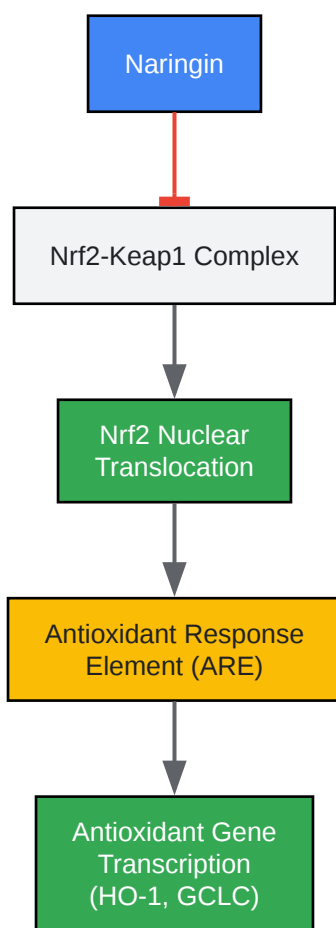 Naringin
Nrf2-Keap1 Complex
Nrf2 Nuclear
Translocation
Antioxidant Response
Element (ARE)
Antioxidant Gene
Transcription
(HO-1, GCLC)